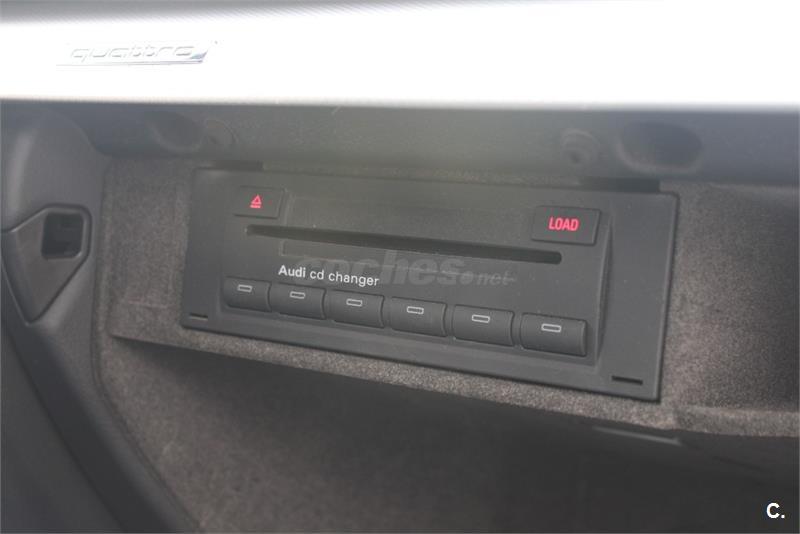 quattro
LOAD
Audi cd changer
coches.net
C.